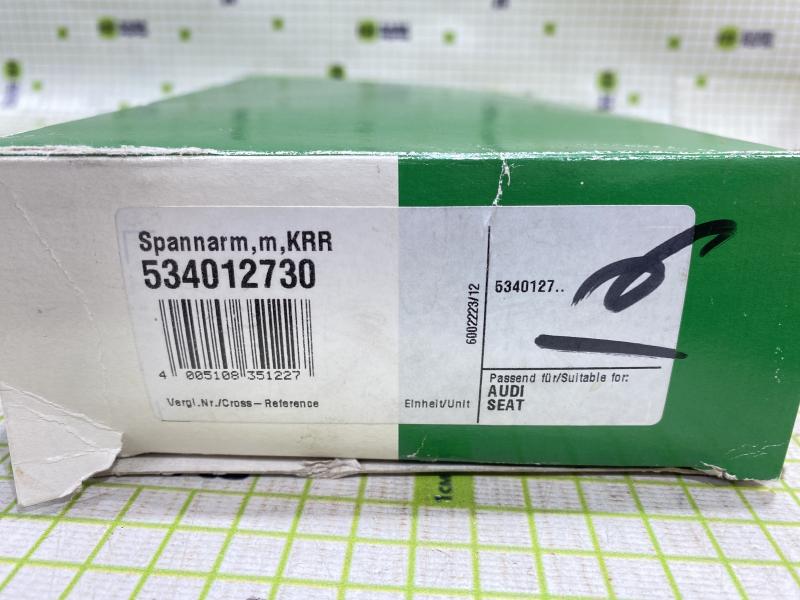 Spannarm,m,KRR
534012730
4 005108 351227
Vergl.Nr./Cross-Reference
Einheit/Unit
6002223/12
5340127..
Passend für/Suitable for:
AUDI
SEAT
1CM